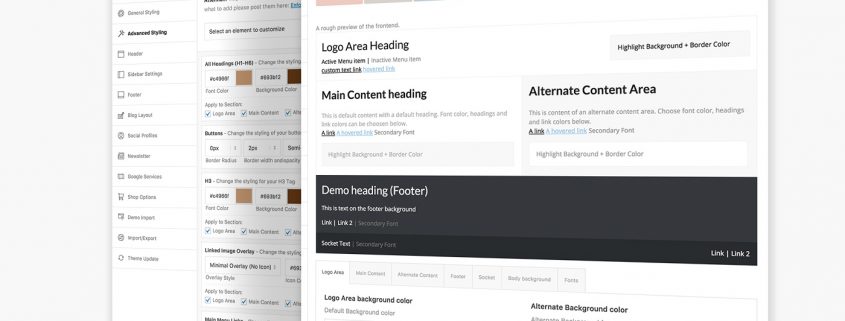 General Styling
Advanced Styling
Header
Sidebar Settings
Footer
Blog Layout
Social Profiles
Newsletter
Google Services
Shop Options
Demo Import
Import/Export
Theme Update
what to add please post them here:
Select an element to customize
All Headings (H1-H6) - Change the styling
#c4966f #693b12
Font Color Background Color
Apply to Section:
Logo Area Main Content
Buttons - Change the styling of your buttons
0px 2px Semi-
Border Radius Border width and opacity
H3 - Change the styling for your H3 Tag
#c4966f #693b12
Font Color Background Color
Apply to Section:
Logo Area Main Content
Linked Image Overlay - Change the styling
Minimal Overlay (No Icon)
Overlay Style Icon
Apply to Section:
Logo Area Main Content
Main Menu Links
A rough preview of the frontend.
Logo Area Heading
Active Menu item | Inactive Menu item
custom text link hovered link
Highlight Background + Border Color
Main Content heading
This is default content with a default heading. Font color, headings and
link colors can be choosen below.
A link A hovered link Secondary Font
Highlight Background + Border Color
Alternate Content Area
This is content of an alternate content area. Choose font color, headings
and link colors below.
A link A hovered link Secondary Font
Highlight Background + Border Color
Demo heading (Footer)
This is text on the footer background
Link | Link 2 | Secondary Font
Socket Text | Secondary Font
Link | Link 2
Logo Area Main Content Alternate Content Footer Socket Body background Fonts
Logo Area background color
Default Background color
Alternate Background color
Alternate Background color